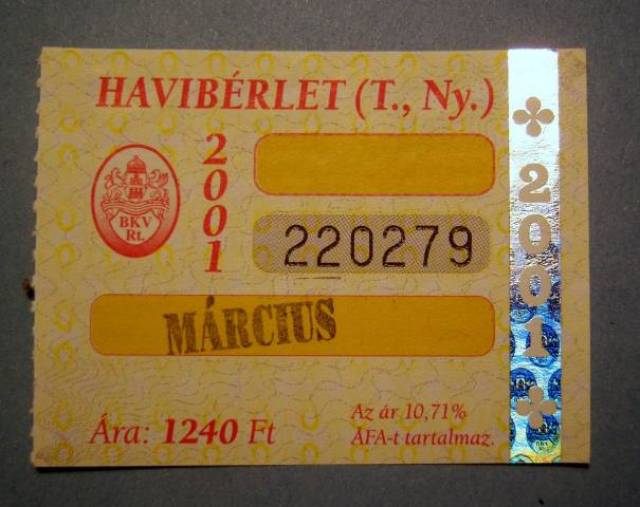 HAVIBÉRLET (T., Ny.)
2001
BKV
Rt.
220279
MÁRCIUS
Ára: 1240 Ft
Az ár 10,71%
ÁFA-t tartalmaz.
2001